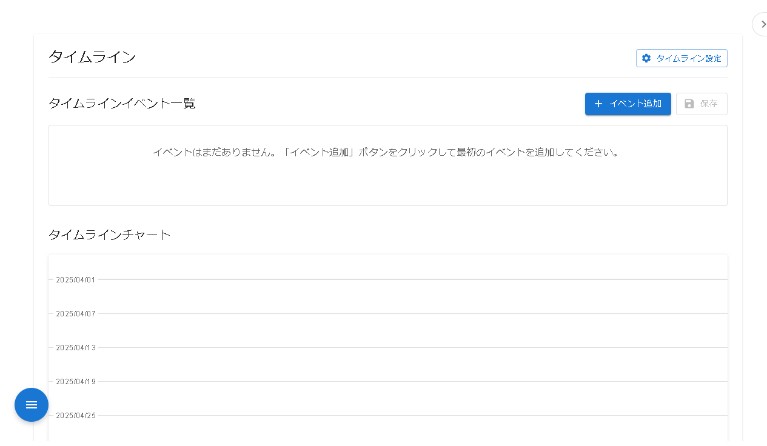 タイムライン
タイムライン設定
タイムラインイベント一覧
イベント追加
保存
イベントはまだありません。「イベント追加」ボタンをクリックして最初のイベントを追加してください。
タイムラインチャート
2025/04/01
2025/04/07
2025/04/13
2025/04/19
2025/04/25